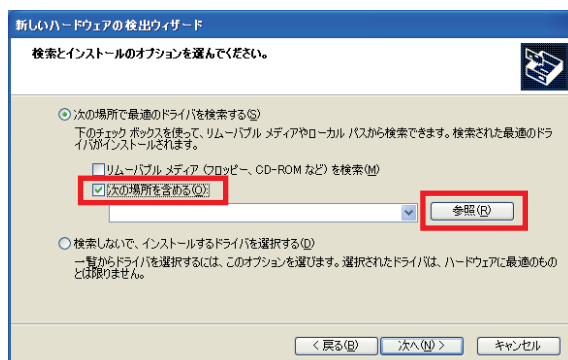 新しいハードウェアの検出ウィザード
検索とインストールのオプションを選んでください。
次の場所で最適のドライバを検索する(S)
下のチェック ボックスを使って、リムーバブル メディアやローカル パスから検索できます。検索された最適のドラ
イバがインストールされます。
リムーバブル メディア (フロッピー、CD-ROM など) を検索(M)
次の場所を含める(O):
参照(R)
検索しないで、インストールするドライバを選択する(D)
一覧からドライバを選択するには、このオプションを選びます。選択されたドライバは、ハードウェアに最適のもの
とは限りません。
< 戻る(B)
次へ(N) >
キャンセル